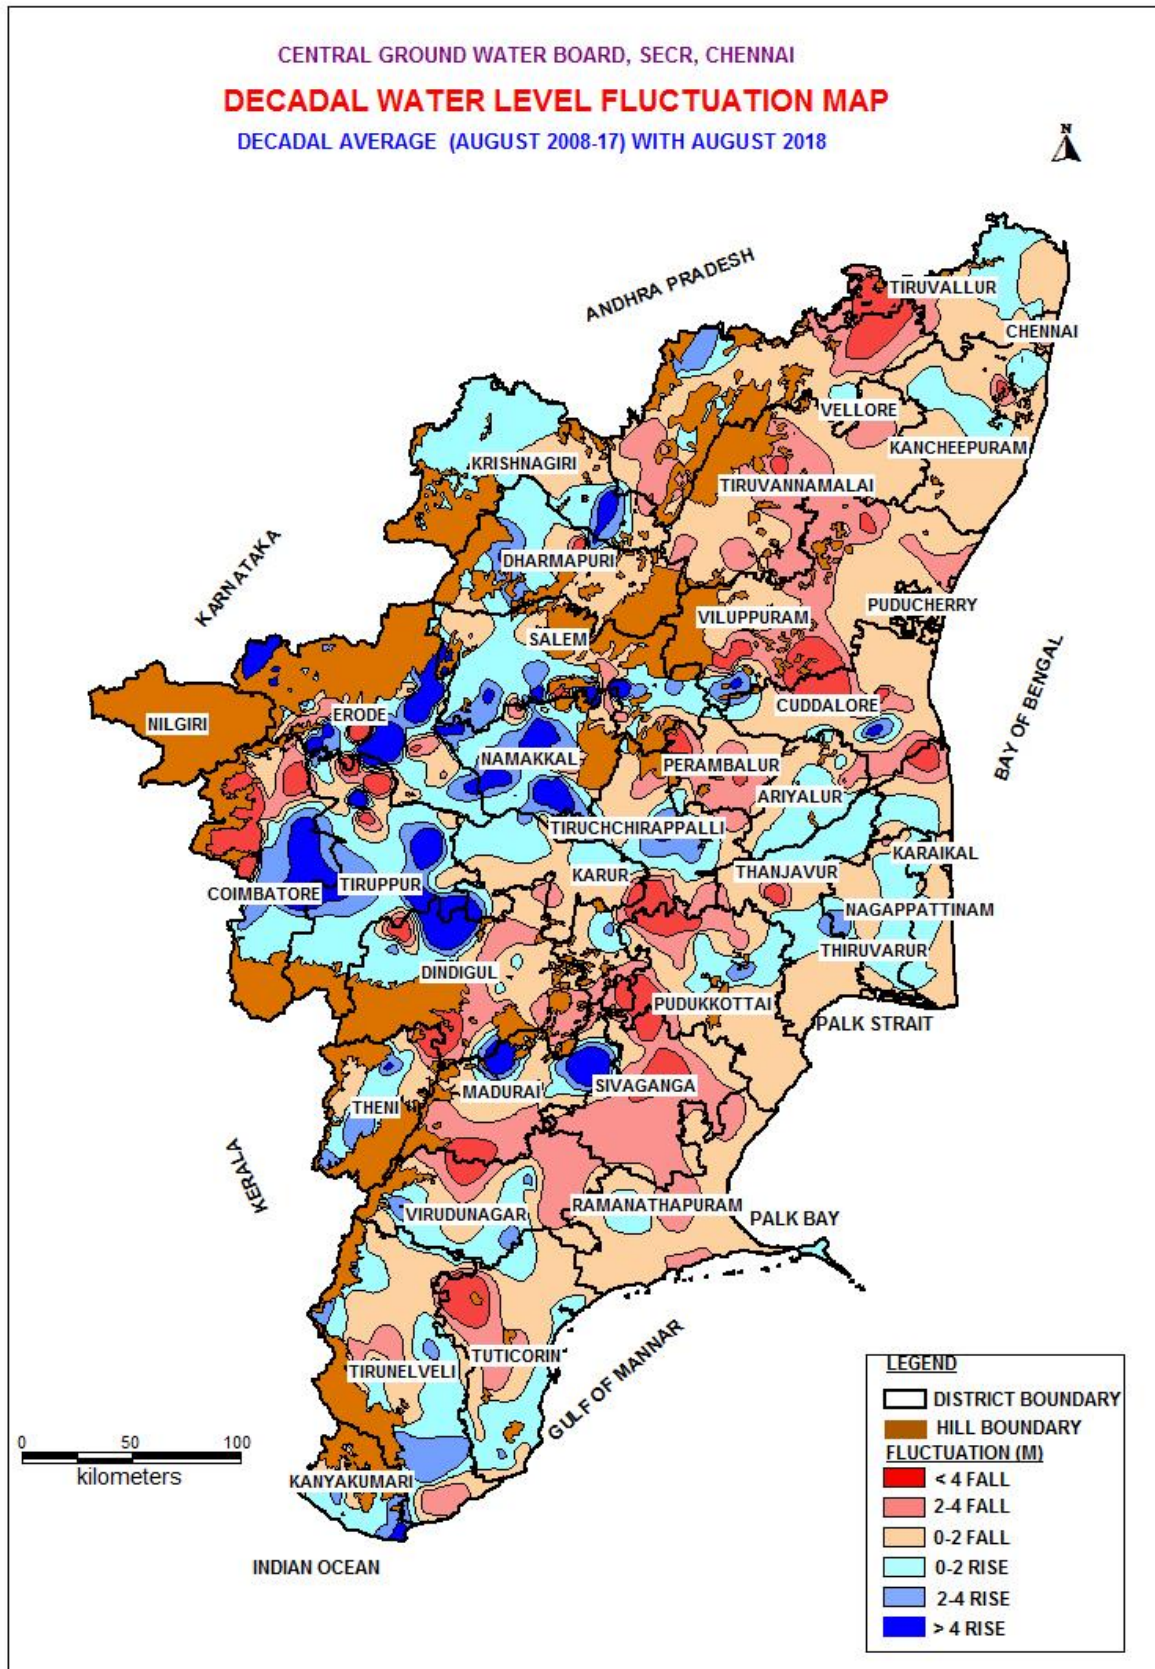 CENTRAL GROUND WATER BOARD, SECR, CHENNAI
DECADAL WATER LEVEL FLUCTUATION MAP
DECADAL AVERAGE (AUGUST 2008-17) WITH AUGUST 2018
N
ANDHRA PRADESH
TIRUVALLUR
CHENNAI
VELLORE
KANCHEEPURAM
KRISHNAGIRI
TIRUVANNAMALAI
KARNATAKA
DHARMAPURI
PUDUCHERRY
VILUPPURAM
SALEM
BAY OF BENGAL
NILGIRI
ERODE
CUDDALORE
NAMAKKAL
PERAMBALUR
ARIYALUR
TIRUCHCHIRAPPALLI
KARAIKAL
KARUR
THANJAVUR
COIMBATORE
TIRUPPUR
NAGAPPATTINAM
THIRUVARUR
DINDIGUL
PUDUKKOTTAI
PALK STRAIT
MADURAI
SIVAGANGA
THENI
KERALA
VIRUDUNAGAR
RAMANATHAPURAM
PALK BAY
TUTICORIN
TIRUNELVELI
GULF OF MANNAR
KANYAKUMARI
INDIAN OCEAN
0 50 100
kilometers
LEGEND
DISTRICT BOUNDARY
HILL BOUNDARY
FLUCTUATION (M)
< 4 FALL
2-4 FALL
0-2 FALL
0-2 RISE
2-4 RISE
> 4 RISE